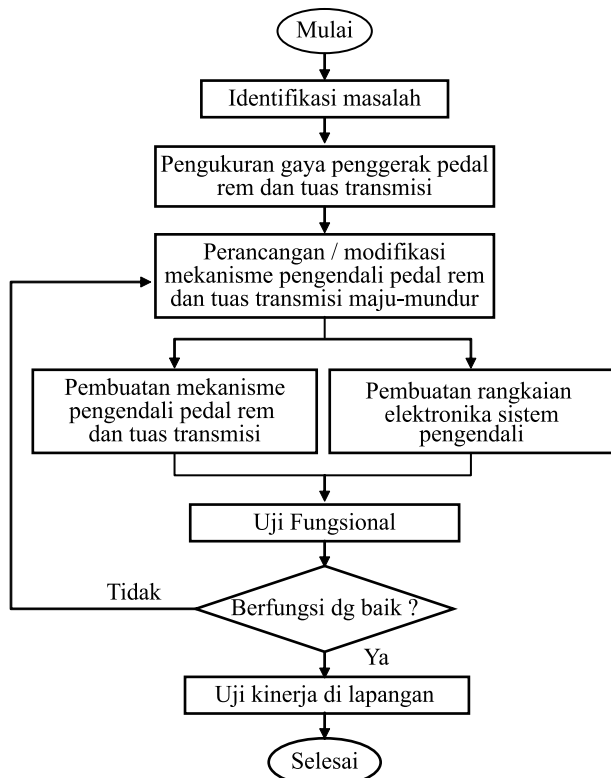 Mulai
Identifikasi masalah
Pengukuran gaya penggerak pedal
rem dan tuas transmisi
Perancangan / modifikasi
mekanisme pengendali pedal rem
dan tuas transmisi maju-mundur
Pembuatan mekanisme
pengendali pedal rem
dan tuas transmisi
Pembuatan rangkaian
elektronika sistem
pengendali
Uji Fungsional
Tidak
Berfungsi dg baik ?
Ya
Uji kinerja di lapangan
Selesai